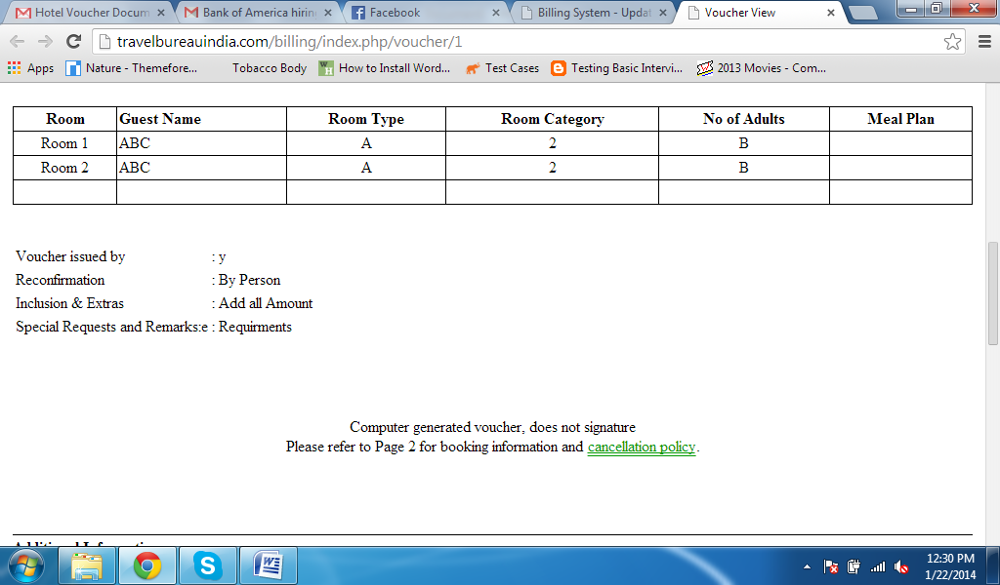 Hotel Voucher Docum
Bank of America hirin
Facebook
Billing System - Updat
Voucher View
travelbureauindia.com/billing/index.php/voucher/1
Apps
Nature - Themefore...
Tobacco Body
How to Install Word...
Test Cases
Testing Basic Intervi...
2013 Movies - Com...
Room Guest Name Room Type Room Category No of Adults Meal Plan
Room 1 ABC A 2 B
Room 2 ABC A 2 B
Voucher issued by : y
Reconfirmation : By Person
Inclusion & Extras : Add all Amount
Special Requests and Remarks:e : Requirments
Computer generated voucher, does not signature
Please refer to Page 2 for booking information and cancellation policy.
Additional Information
12:30 PM
1/22/2014